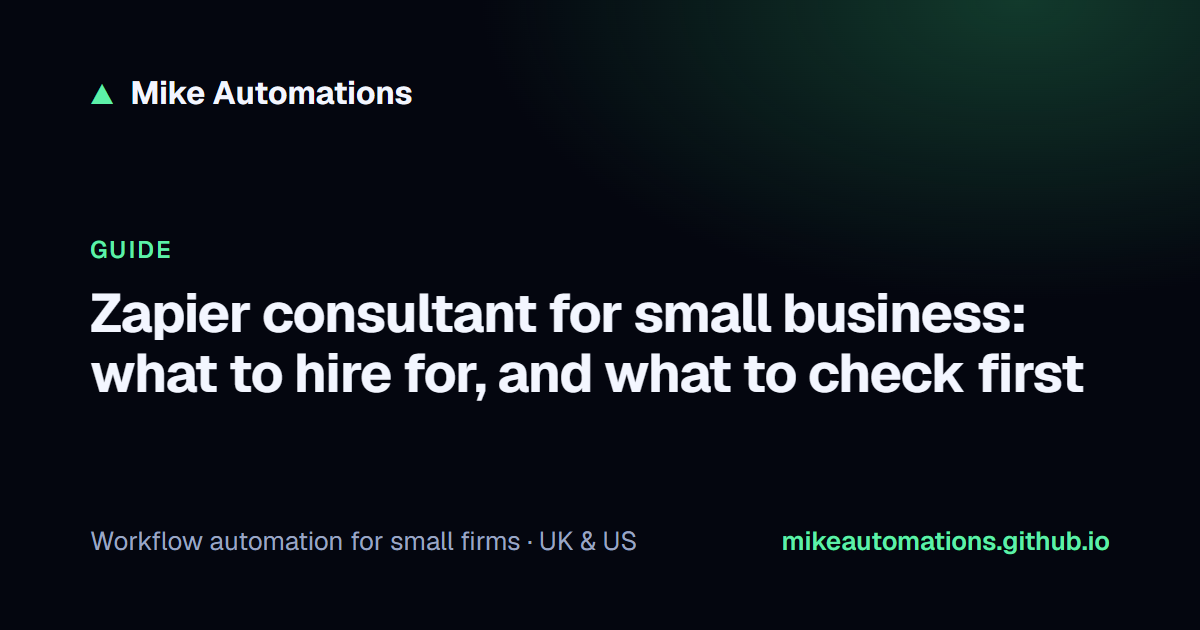 Mike Automations
GUIDE
Zapier consultant for small business:
what to hire for, and what to check first
Workflow automation for small firms · UK & US
mikeautomations.github.io